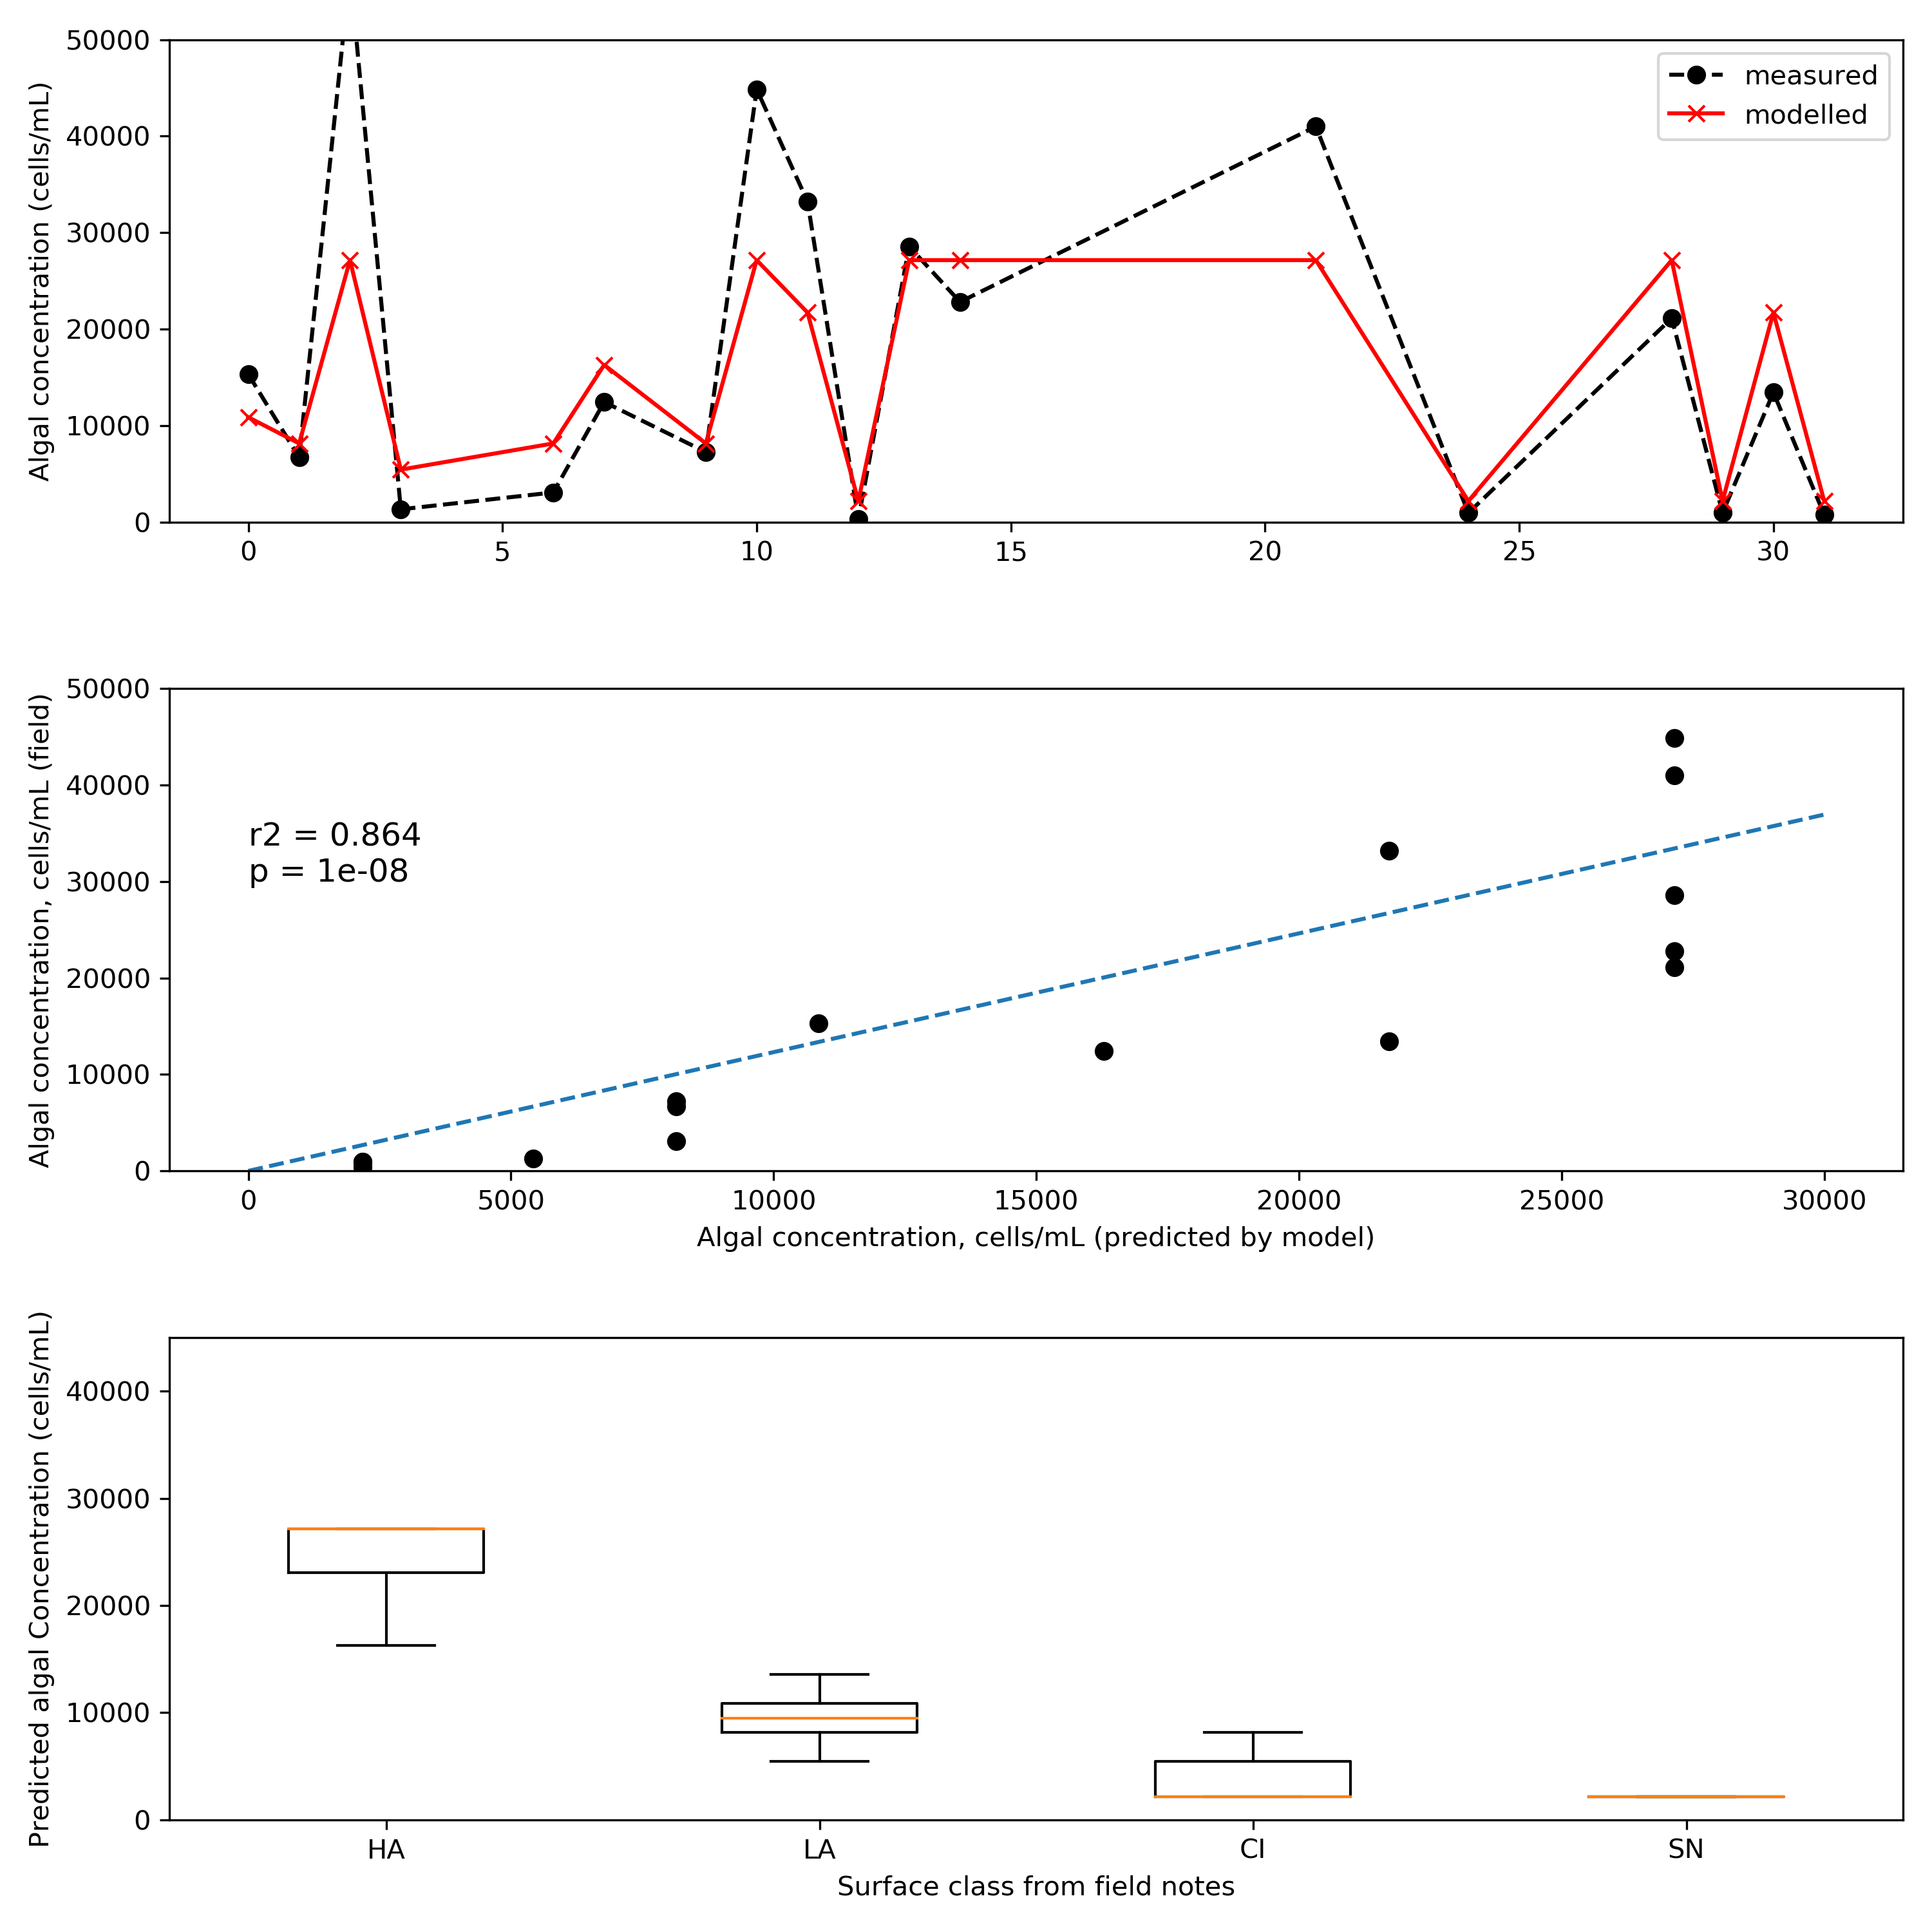 Algal concentration (cells/mL)
50000
40000
30000
20000
10000
0
measured
modelled
0 5 10 15 20 25 30
Algal concentration, cells/mL (field)
50000
40000
30000
20000
10000
0
r2 = 0.864
p = 1e-08
0 5000 10000 15000 20000 25000 30000
Algal concentration, cells/mL (predicted by model)
Predicted algal Concentration (cells/mL)
40000
30000
20000
10000
0
HA LA CI SN
Surface class from field notes